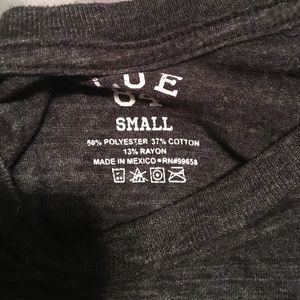 SMALL
50% POLYESTER 37% COTTON
13% RAYON
MADE IN MEXICO • RN#99658